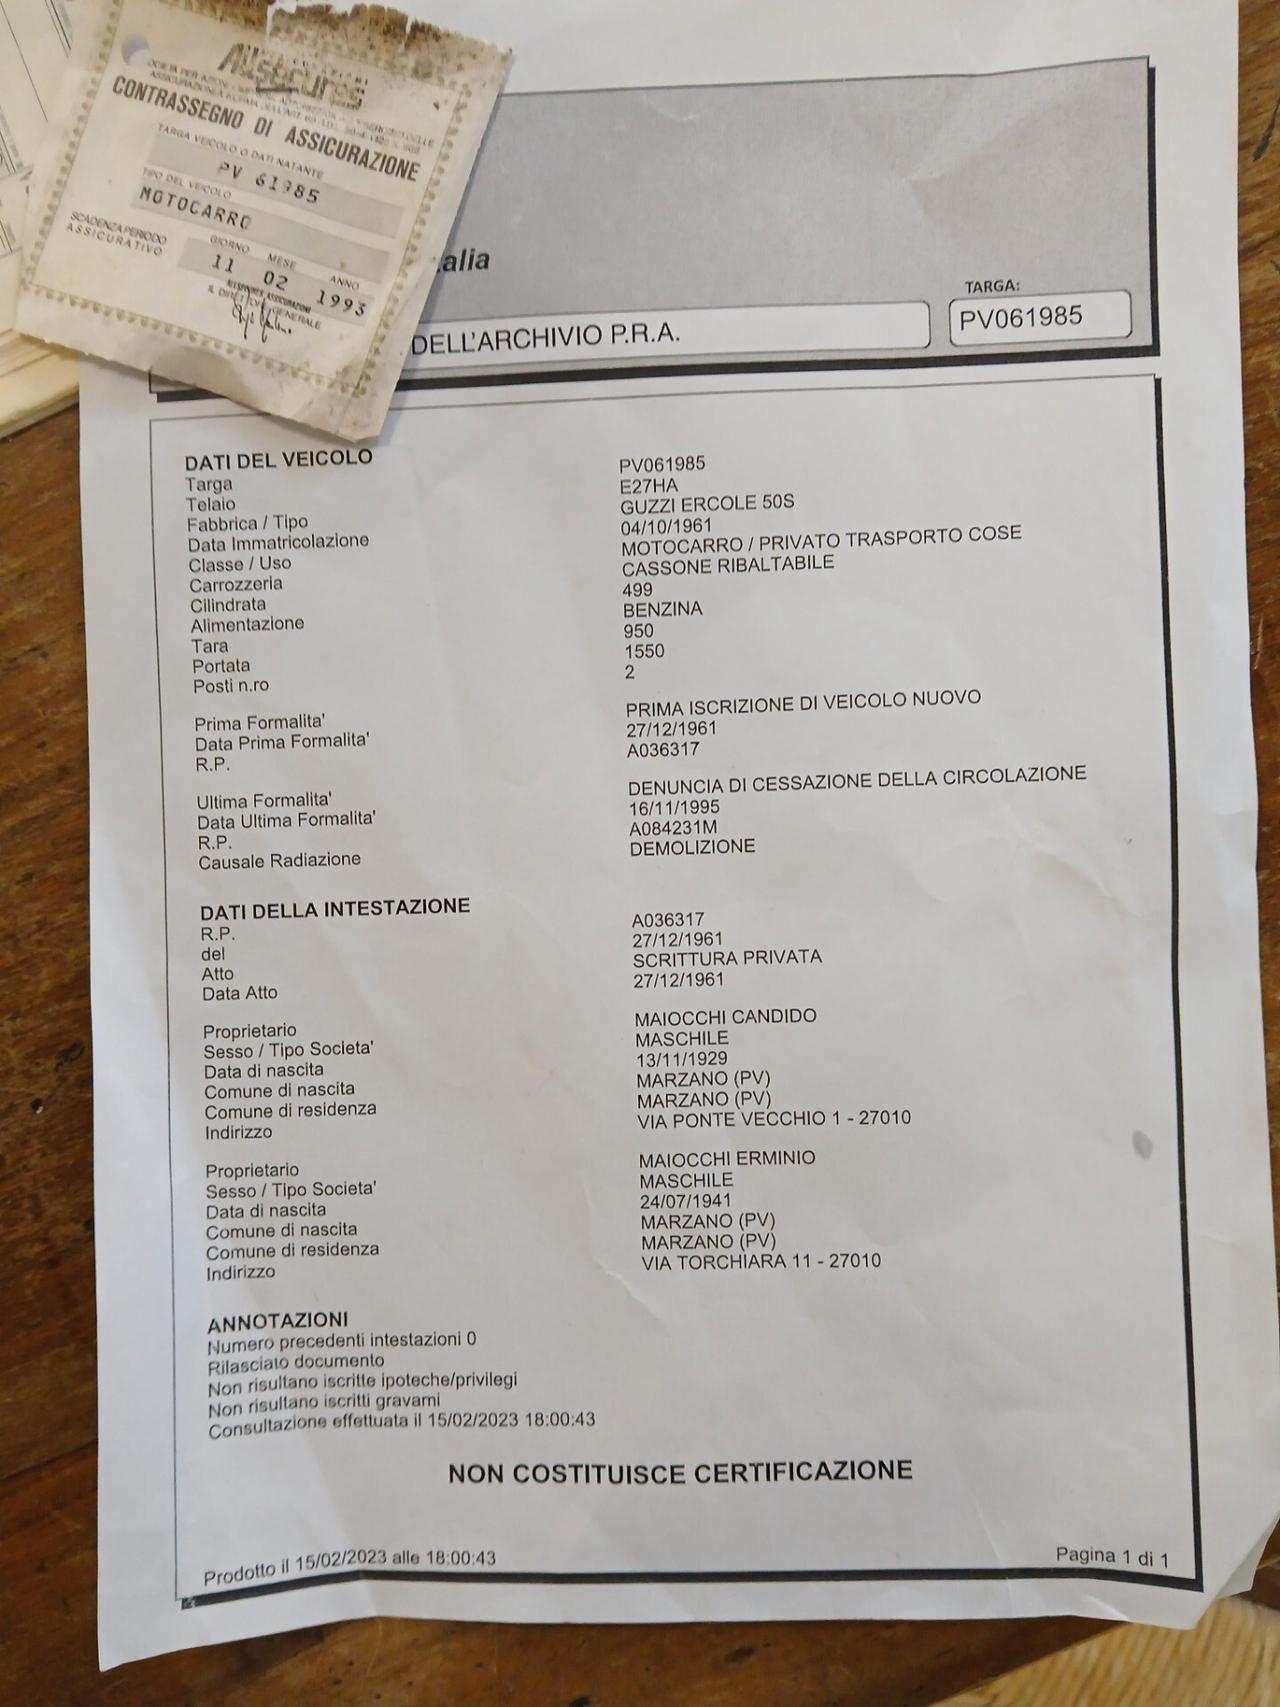 Allsecures
CONTRASSEGNO DI ASSICURAZIONE
TARGA VEICOLO O DATI NATANTE
PV 61985
TIPO DEL VEICOLO
MOTOCARRO
SCADENZA PERIODO
ASSICURATIVO
GIORNO MESE ANNO
11 02 1993
IL DIRETTORE GENERALE
alia
TARGA:
DELL'ARCHIVIO P.R.A.
PV061985
DATI DEL VEICOLO
Targa PV061985
Telaio E27HA
Fabbrica / Tipo GUZZI ERCOLE 50S
Data Immatricolazione 04/10/1961
Classe / Uso MOTOCARRO / PRIVATO TRASPORTO COSE
Carrozzeria CASSONE RIBALTABILE
Cilindrata 499
Alimentazione BENZINA
Tara 950
Portata 1550
Posti n.ro 2
Prima Formalita' PRIMA ISCRIZIONE DI VEICOLO NUOVO
Data Prima Formalita' 27/12/1961
R.P. A036317
Ultima Formalita' DENUNCIA DI CESSAZIONE DELLA CIRCOLAZIONE
Data Ultima Formalita' 16/11/1995
R.P. A084231M
Causale Radiazione DEMOLIZIONE
DATI DELLA INTESTAZIONE
R.P. A036317
del 27/12/1961
Atto SCRITTURA PRIVATA
Data Atto 27/12/1961
Proprietario MAIOCCHI CANDIDO
Sesso / Tipo Societa' MASCHILE
Data di nascita 13/11/1929
Comune di nascita MARZANO (PV)
Comune di residenza MARZANO (PV)
Indirizzo VIA PONTE VECCHIO 1 - 27010
Proprietario MAIOCCHI ERMINIO
Sesso / Tipo Societa' MASCHILE
Data di nascita 24/07/1941
Comune di nascita MARZANO (PV)
Comune di residenza MARZANO (PV)
Indirizzo VIA TORCHIARA 11 - 27010
ANNOTAZIONI
Numero precedenti intestazioni 0
Rilasciato documento
Non risultano iscritte ipoteche/privilegi
Non risultano iscritti gravami
Consultazione effettuata il 15/02/2023 18:00:43
NON COSTITUISCE CERTIFICAZIONE
Prodotto il 15/02/2023 alle 18:00:43
Pagina 1 di 1